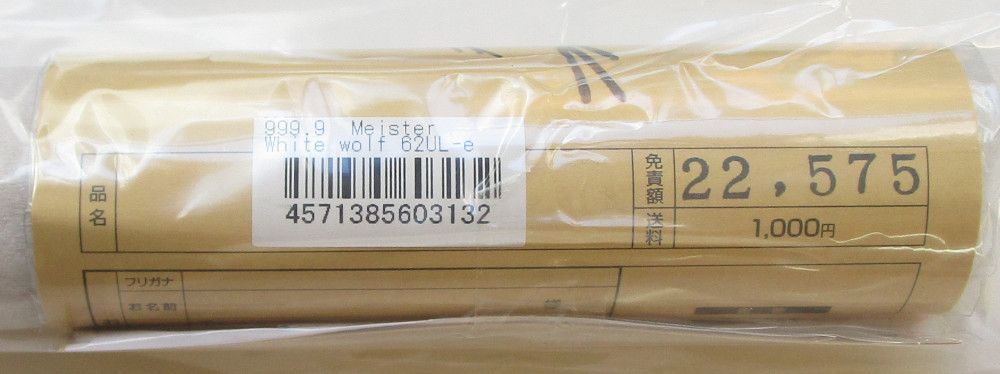 999.9 Meister
White wolf 62UL-e
4571385603132
品名
免責額
22,575
送料
1,000円
フリガナ
お名前
様